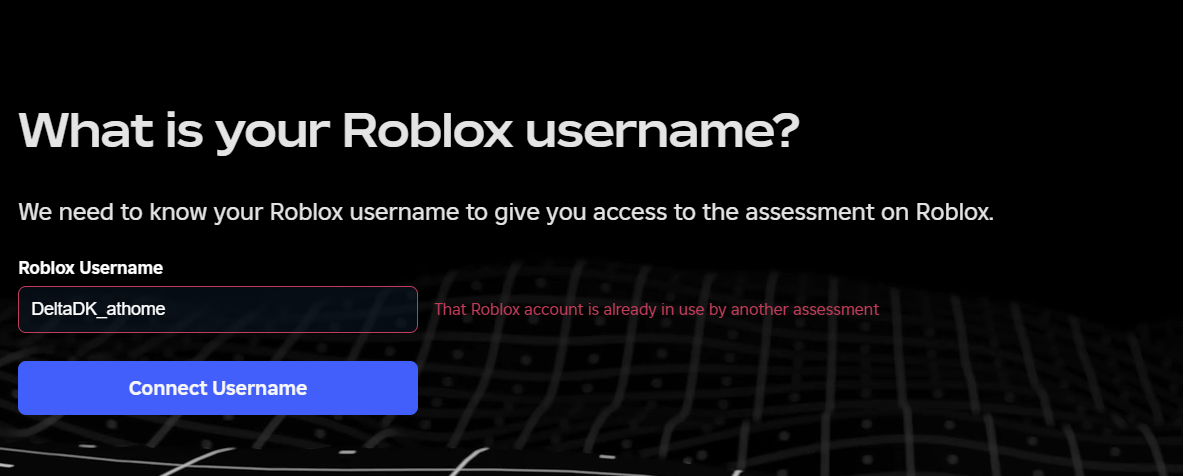 What is your Roblox username?
We need to know your Roblox username to give you access to the assessment on Roblox.
Roblox Username
DeltaDK_athome
That Roblox account is already in use by another assessment
Connect Username